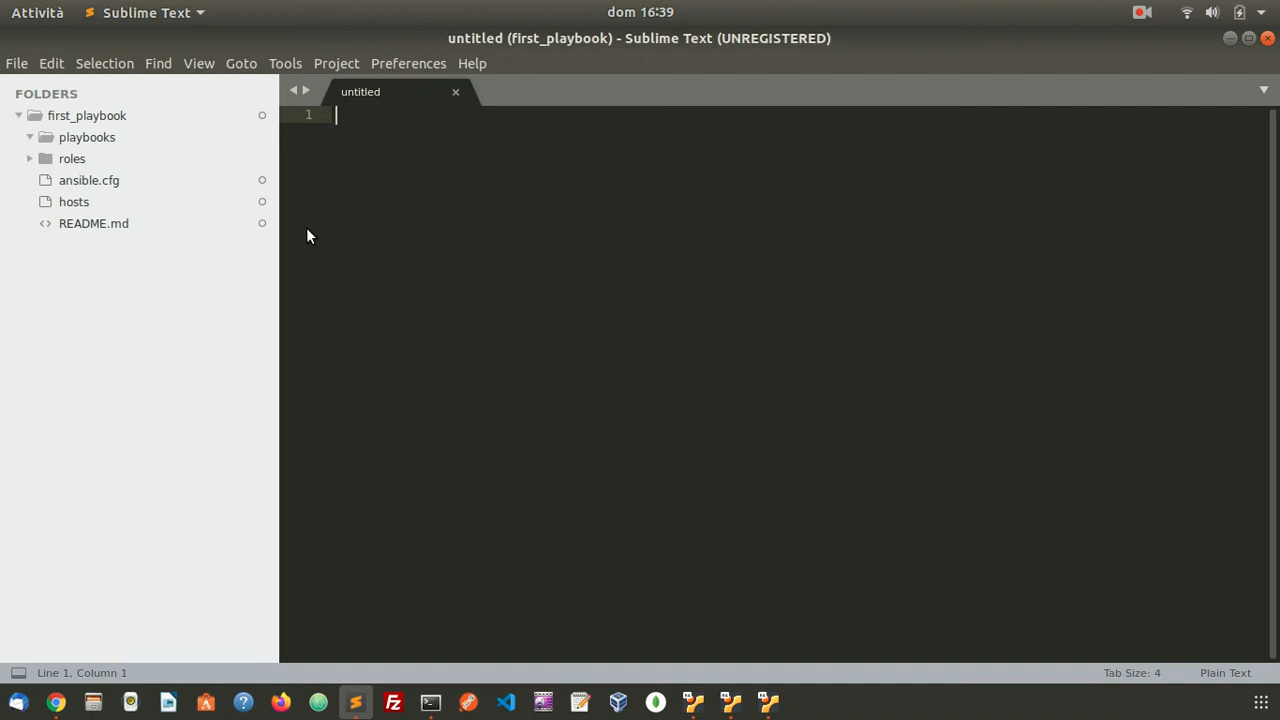 Attività Sublime Text dom 16:39
untitled (first_playbook) - Sublime Text (UNREGISTERED)
File Edit Selection Find View Goto Tools Project Preferences Help
FOLDERS
first_playbook
playbooks
roles
ansible.cfg
hosts
README.md
untitled
1
Line 1, Column 1 Tab Size: 4 Plain Text